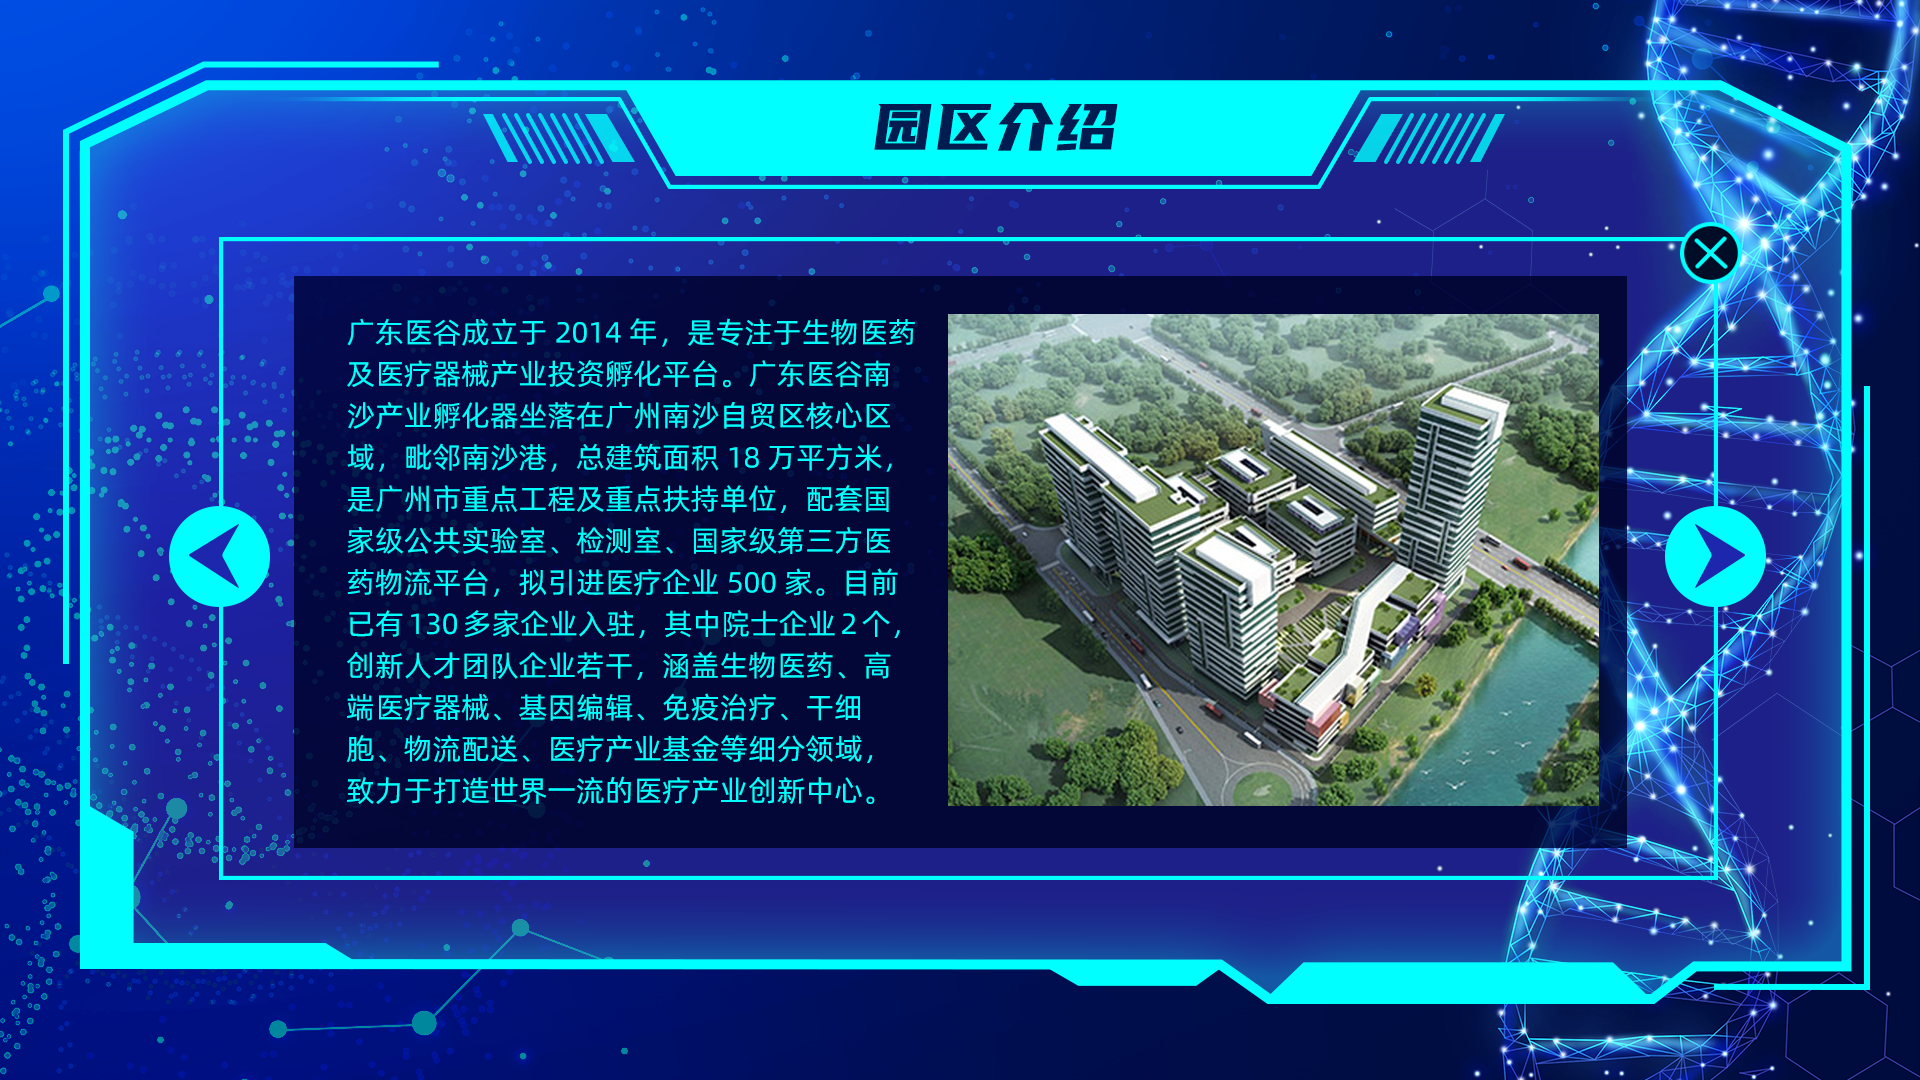 园区介绍
广东医谷成立于 2014 年，是专注于生物医药
及医疗器械产业投资孵化平台。广东医谷南
沙产业孵化器坐落在广州南沙自贸区核心区
域，毗邻南沙港，总建筑面积 18 万平方米，
是广州市重点工程及重点扶持单位，配套国
家级公共实验室、检测室、国家级第三方医
药物流平台，拟引进医疗企业 500 家。目前
已有 130 多家企业入驻，其中院士企业 2 个，
创新人才团队企业若干，涵盖生物医药、高
端医疗器械、基因编辑、免疫治疗、干细
胞、物流配送、医疗产业基金等细分领域，
致力于打造世界一流的医疗产业创新中心。